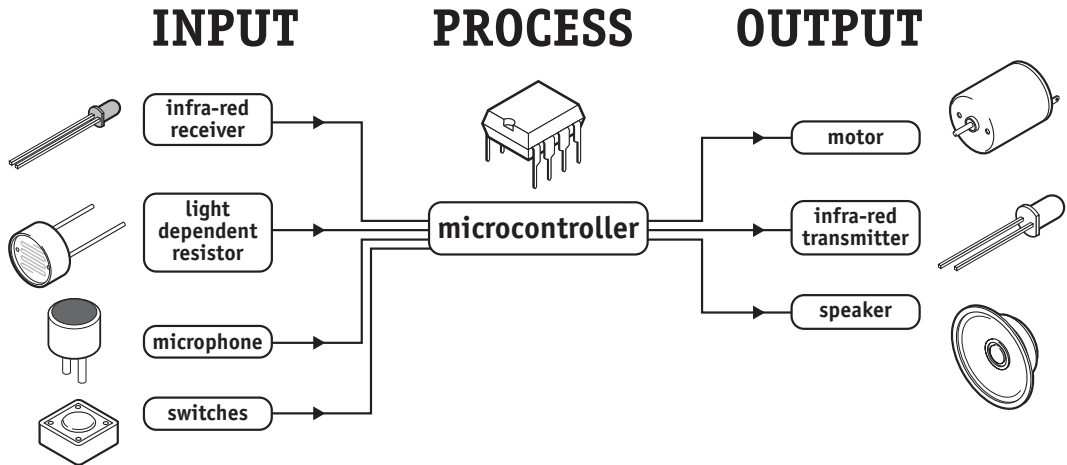 INPUT
PROCESS
OUTPUT
infra-red
receiver
light
dependent
resistor
microphone
switches
microcontroller
motor
infra-red
transmitter
speaker